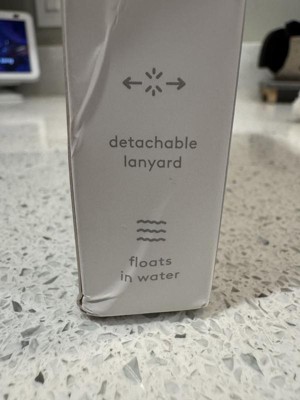 detachable
lanyard
floats
in water